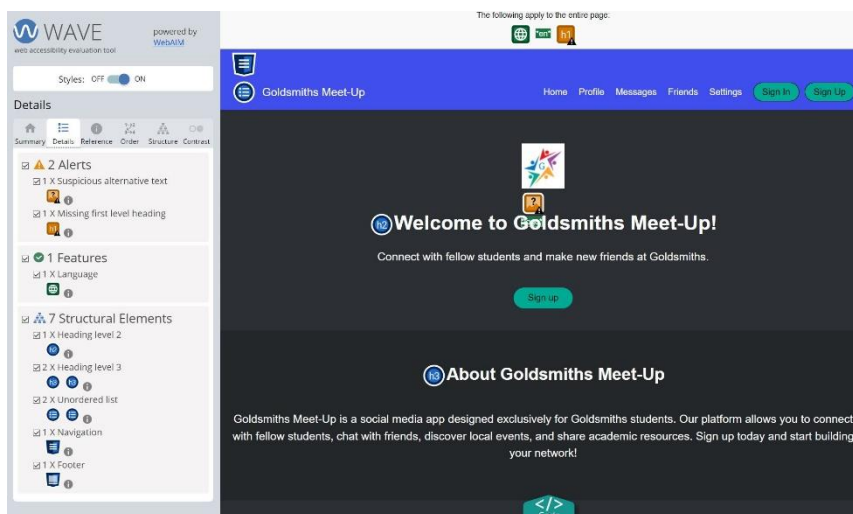 WAVE
web accessibility evaluation tool
powered by
WebAIM
Styles: OFF ON
Details
Summary Details Reference Order Structure Contrast
2 Alerts
1 X Suspicious alternative text
?
1 X Missing first level heading
h1
1 Features
1 X Language
7 Structural Elements
1 X Heading level 2
h2
2 X Heading level 3
h3 h3
2 X Unordered list
1 X Navigation
1 X Footer
The following apply to the entire page:
"en" h1
Goldsmiths Meet-Up Home Profile Messages Friends Settings Sign In Sign Up
G
?
h2 Welcome to Goldsmiths Meet-Up!
Connect with fellow students and make new friends at Goldsmiths.
Sign up
h3 About Goldsmiths Meet-Up
Goldsmiths Meet-Up is a social media app designed exclusively for Goldsmiths students. Our platform allows you to connect
with fellow students, chat with friends, discover local events, and share academic resources. Sign up today and start building
your network!
</>